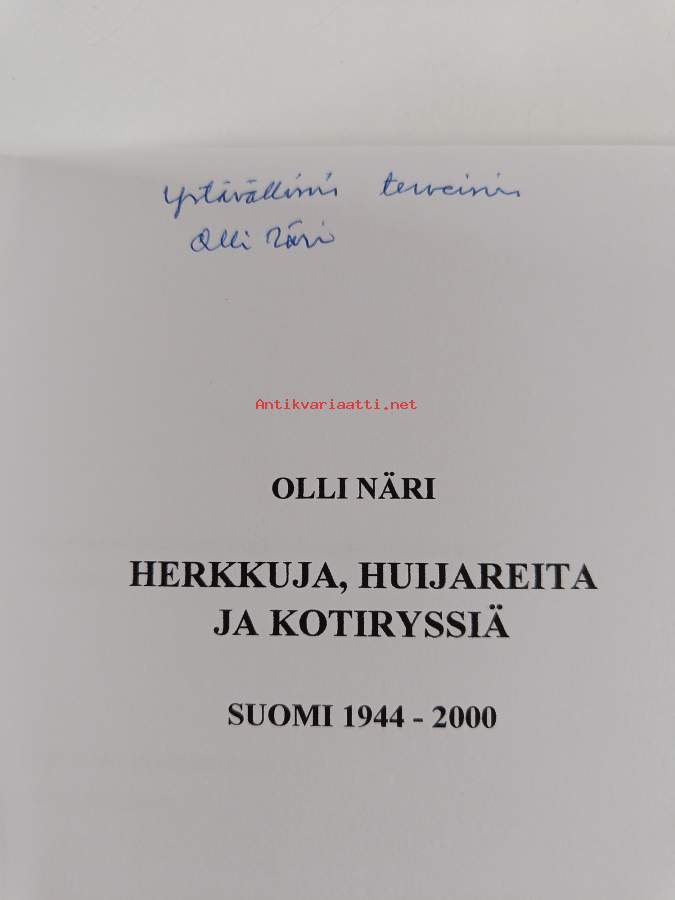 Ystävällisin terveisin
Olli Näri
Antikvariaatti.net
OLLI NÄRI
HERKKUJA, HUIJAREITA
JA KOTIRYSSIÄ
SUOMI 1944 - 2000